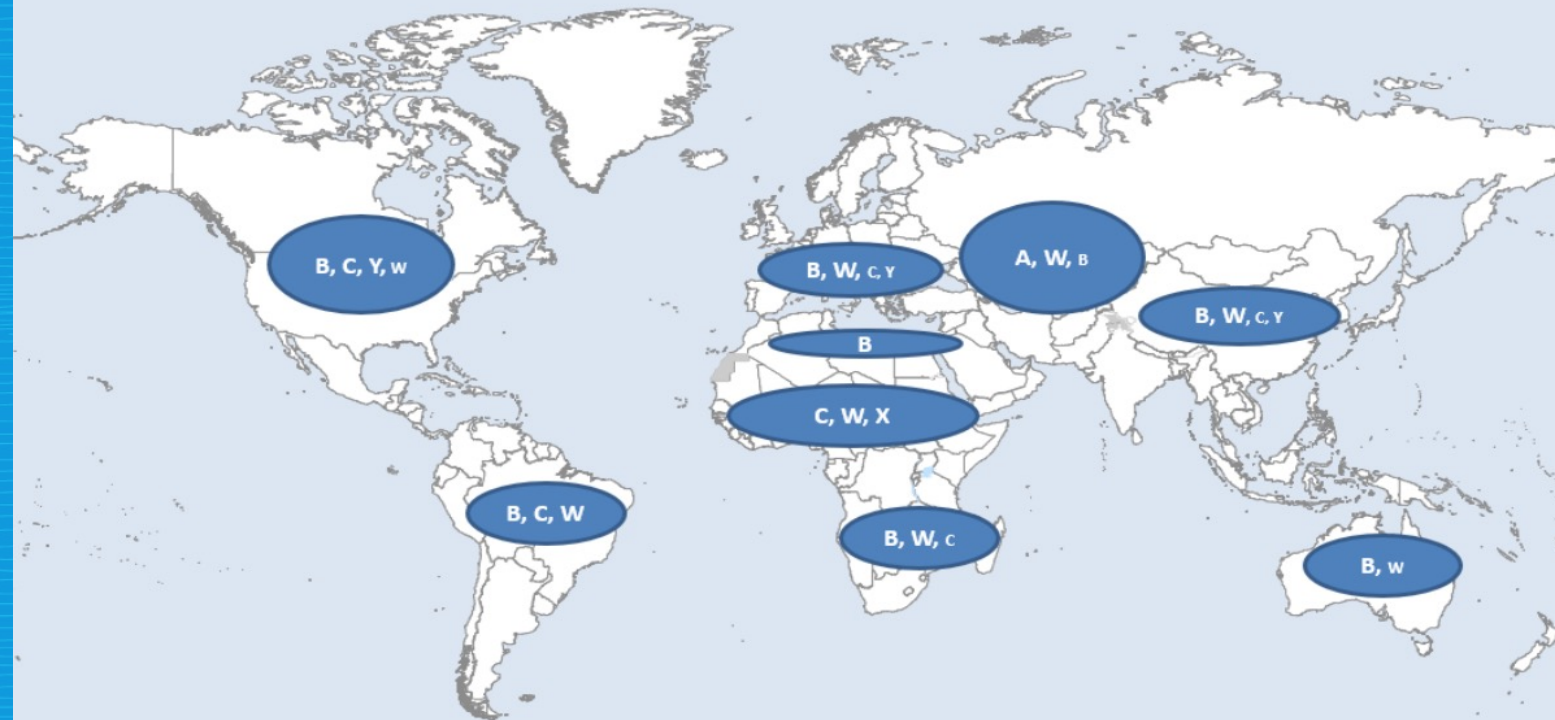 B, C, Y, W
B, W, C, Y
A, W, B
B, W, C, Y
B
C, W, X
B, C, W
B, W, C
B, W